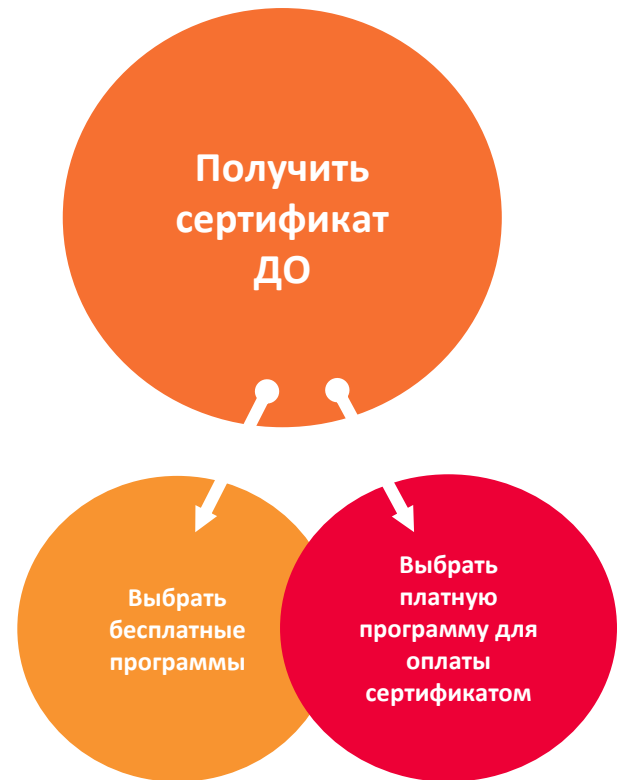 Получить
сертификат
ДО
Выбрать
бесплатные
программы
Выбрать
платную
программу для
оплаты
сертификатом